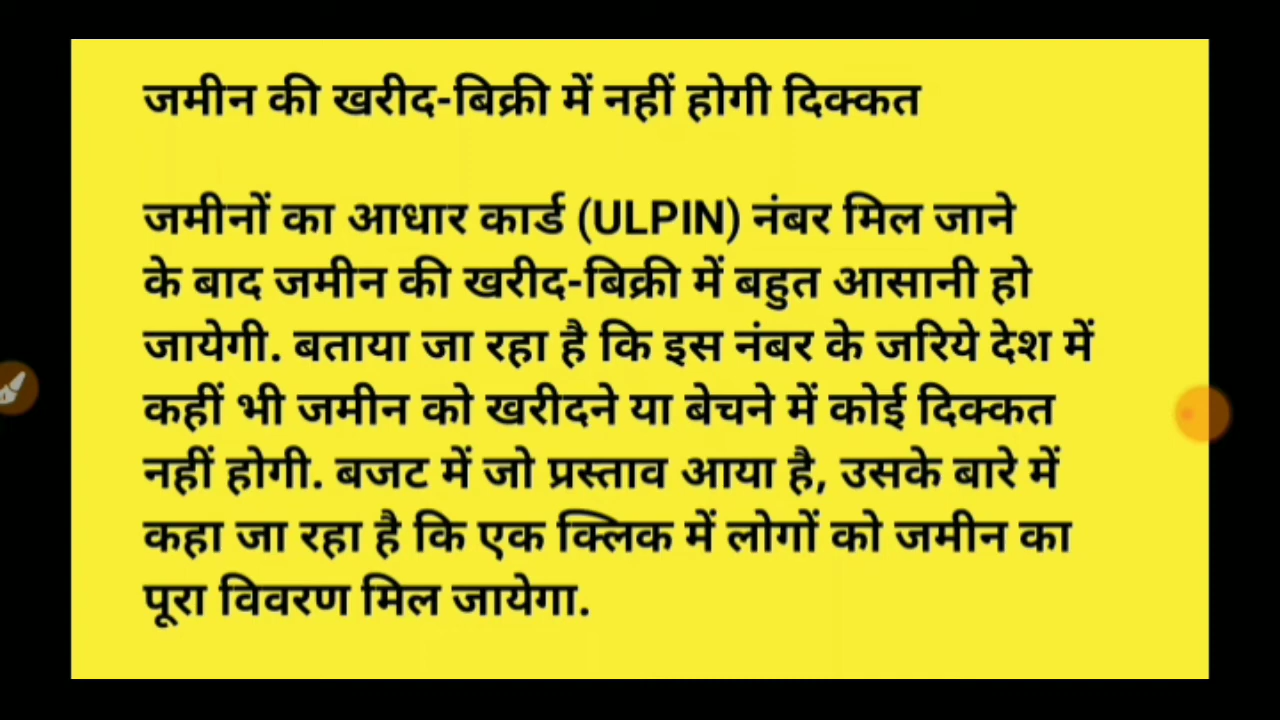 जमीन की खरीद-बिक्री में नहीं होगी दिक्कत
जमीनों का आधार कार्ड (ULPIN) नंबर मिल जाने
के बाद जमीन की खरीद-बिक्री में बहुत आसानी हो
जायेगी. बताया जा रहा है कि इस नंबर के जरिये देश में
कहीं भी जमीन को खरीदने या बेचने में कोई दिक्कत
नहीं होगी. बजट में जो प्रस्ताव आया है, उसके बारे में
कहा जा रहा है कि एक क्लिक में लोगों को जमीन का
पूरा विवरण मिल जायेगा.